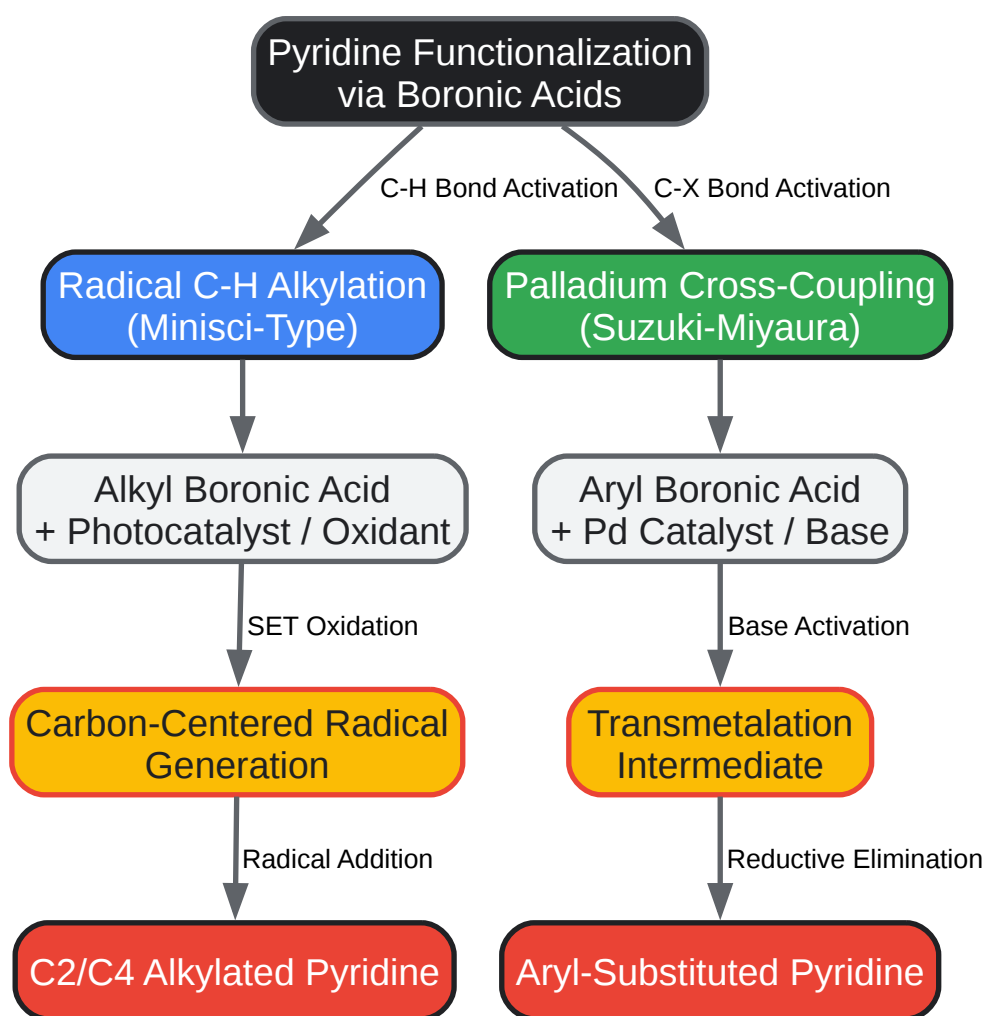 Pyridine Functionalization
via Boronic Acids
C-H Bond Activation
C-X Bond Activation
Radical C-H Alkylation
(Minisci-Type)
Palladium Cross-Coupling
(Suzuki-Miyaura)
Alkyl Boronic Acid
+ Photocatalyst / Oxidant
Aryl Boronic Acid
+ Pd Catalyst / Base
SET Oxidation
Base Activation
Carbon-Centered Radical
Generation
Transmetalation
Intermediate
Radical Addition
Reductive Elimination
C2/C4 Alkylated Pyridine
Aryl-Substituted Pyridine